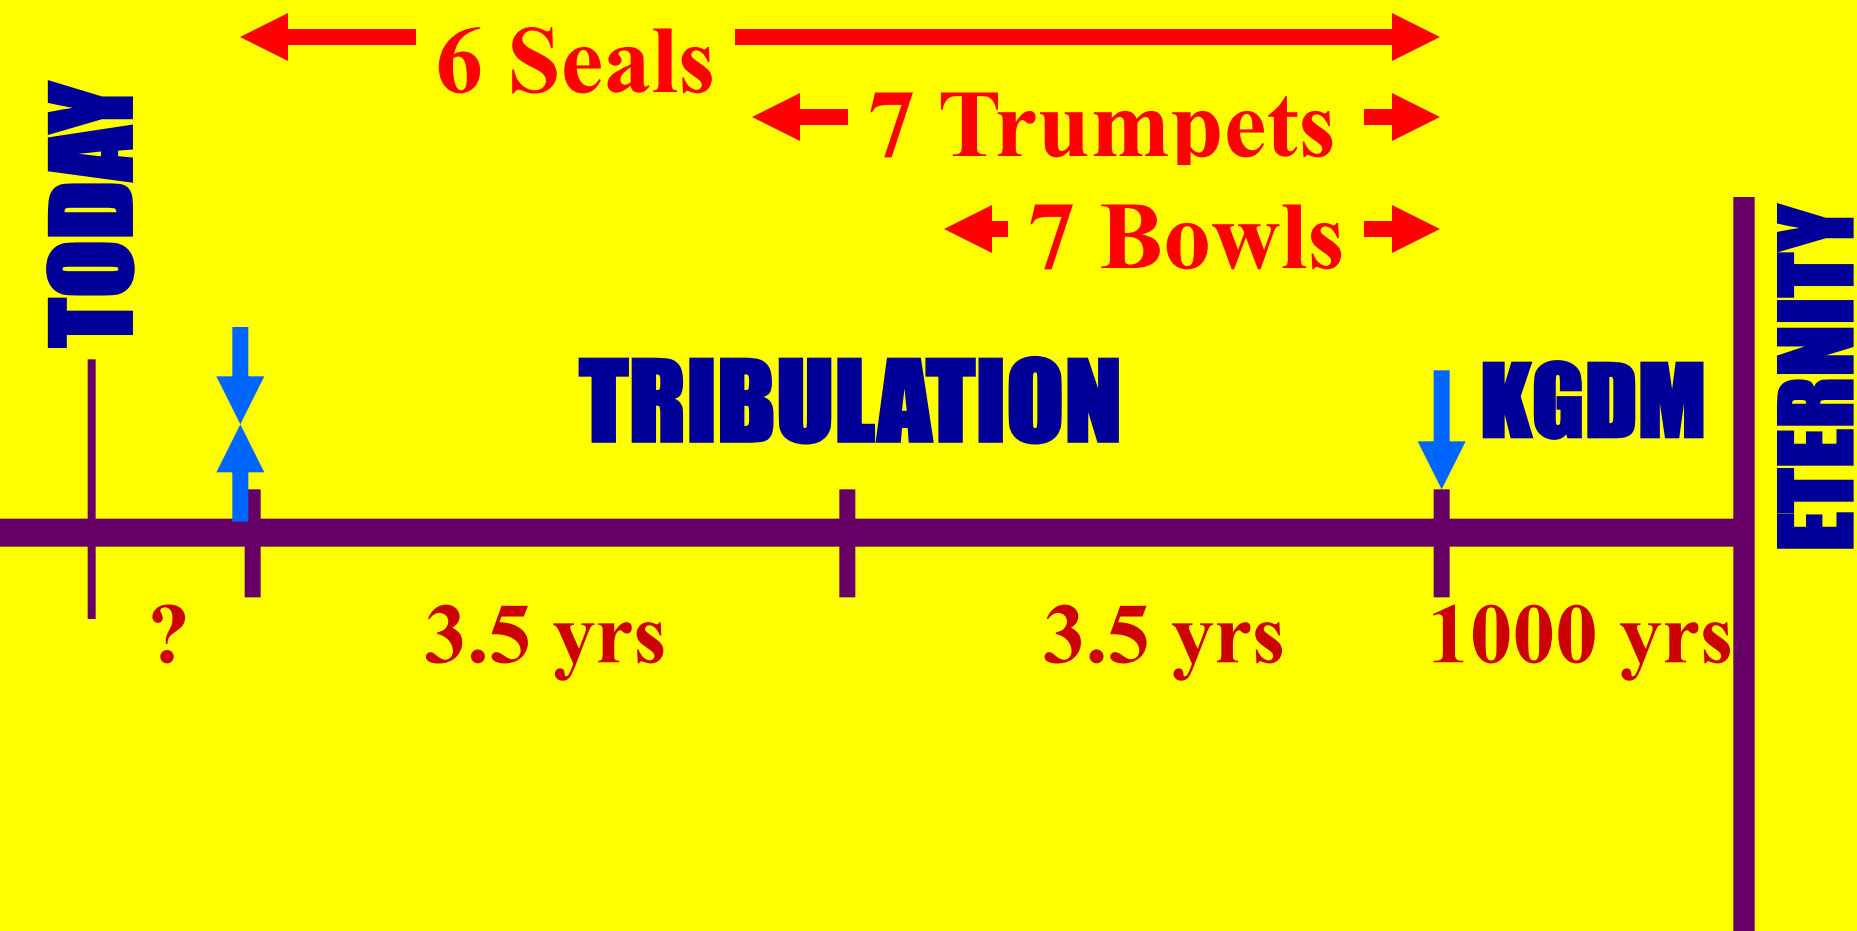 6 Seals
7 Trumpets
7 Bowls
TODAY
TRIBULATION
KGDM
ETERNITY
?
3.5 yrs
3.5 yrs
1000 yrs